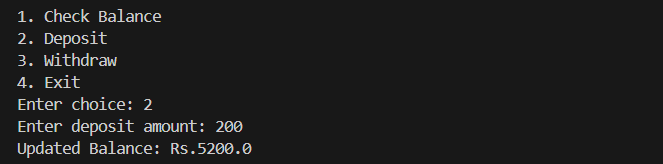 1. Check Balance
2. Deposit
3. Withdraw
4. Exit
Enter choice: 2
Enter deposit amount: 200
Updated Balance: Rs.5200.0